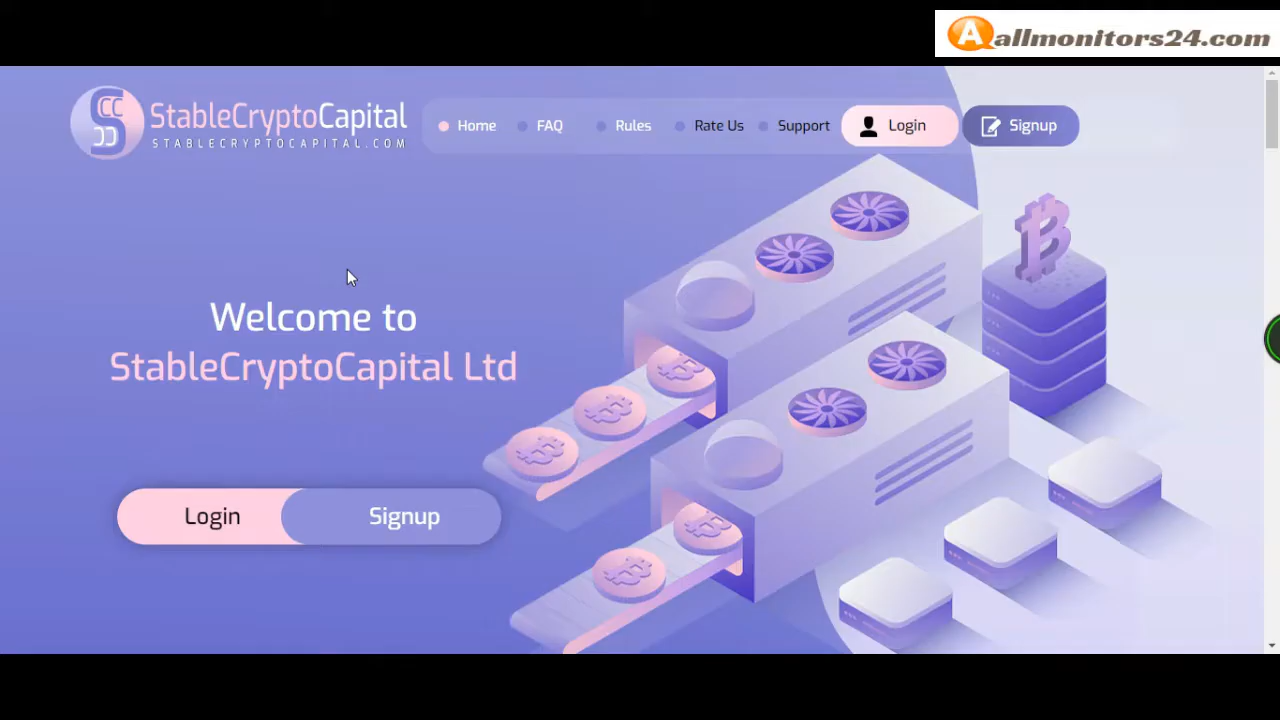 A allmonitors24.com
StableCryptoCapital
STABLECRYPTOCAPITAL.COM
Home FAQ Rules Rate Us Support Login Signup
Welcome to
StableCryptoCapital Ltd
Login Signup